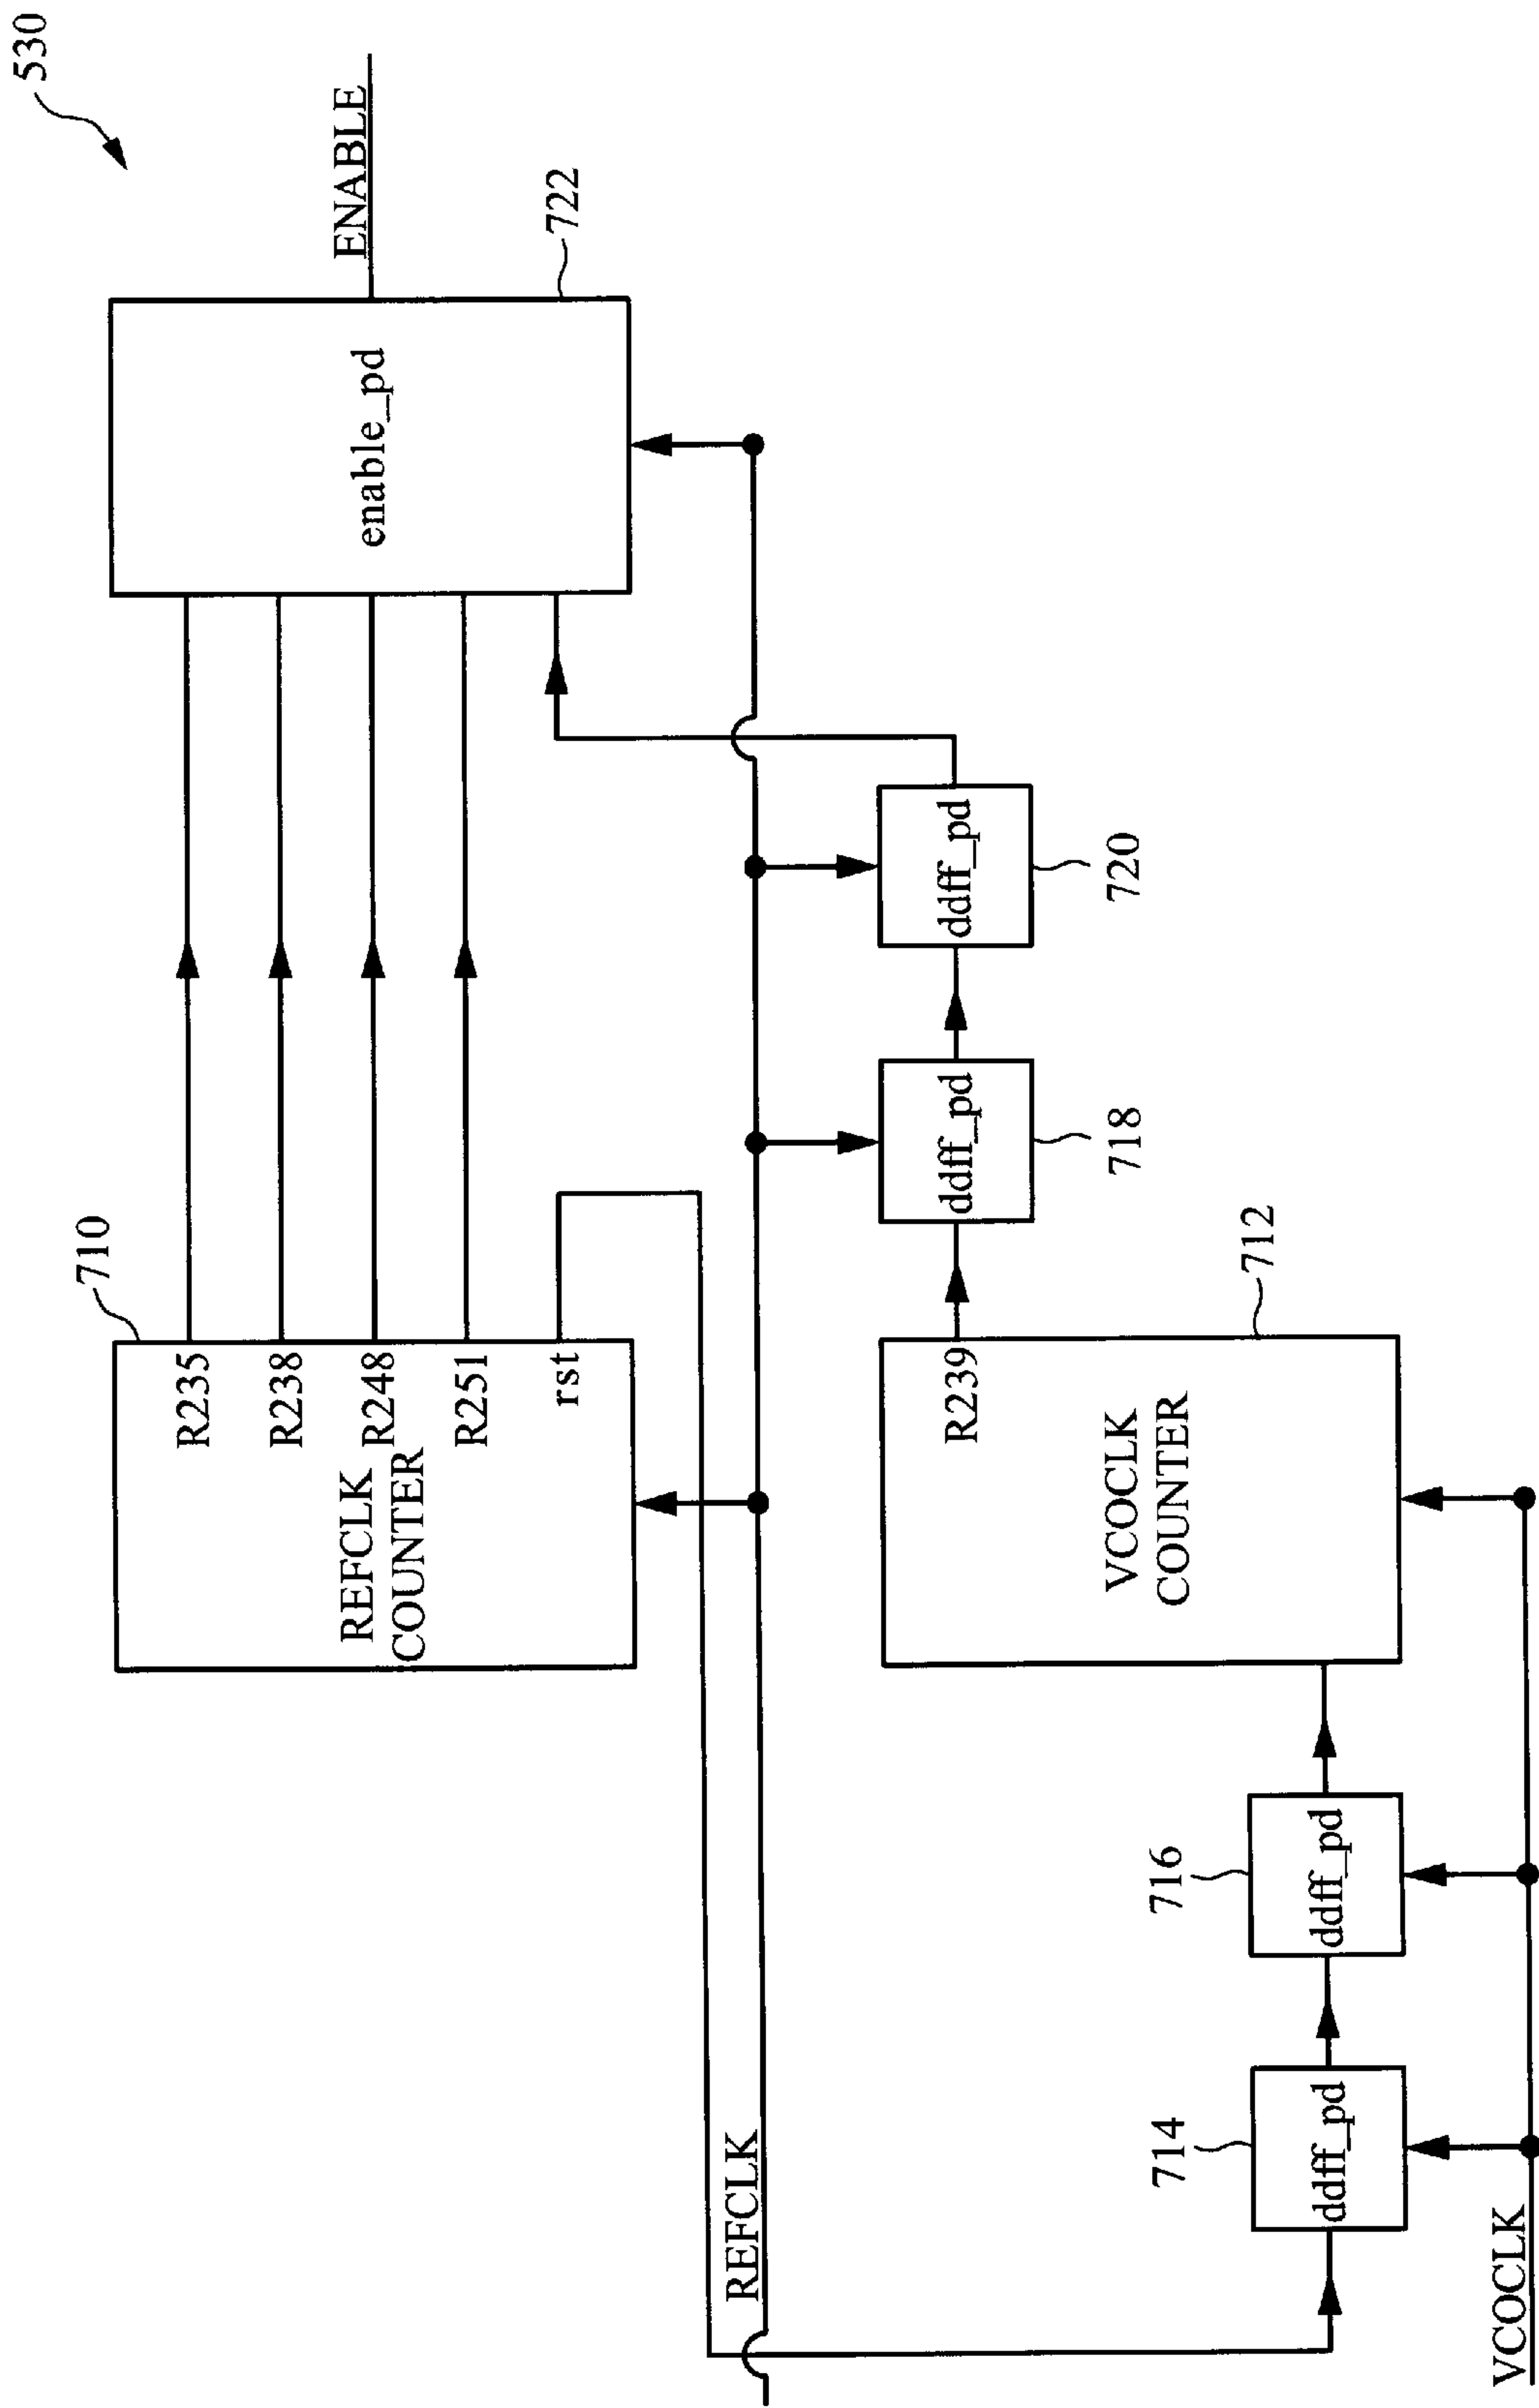 530
ENABLE
722
enable_pd
710
R235
R238
R248
R251
rst
REFCLK
COUNTER
ddff_pd
720
ddff_pd
718
R239
712
VCOCLK
COUNTER
716
ddff_pd
714
ddff_pd
REFCLK
VCOCLK